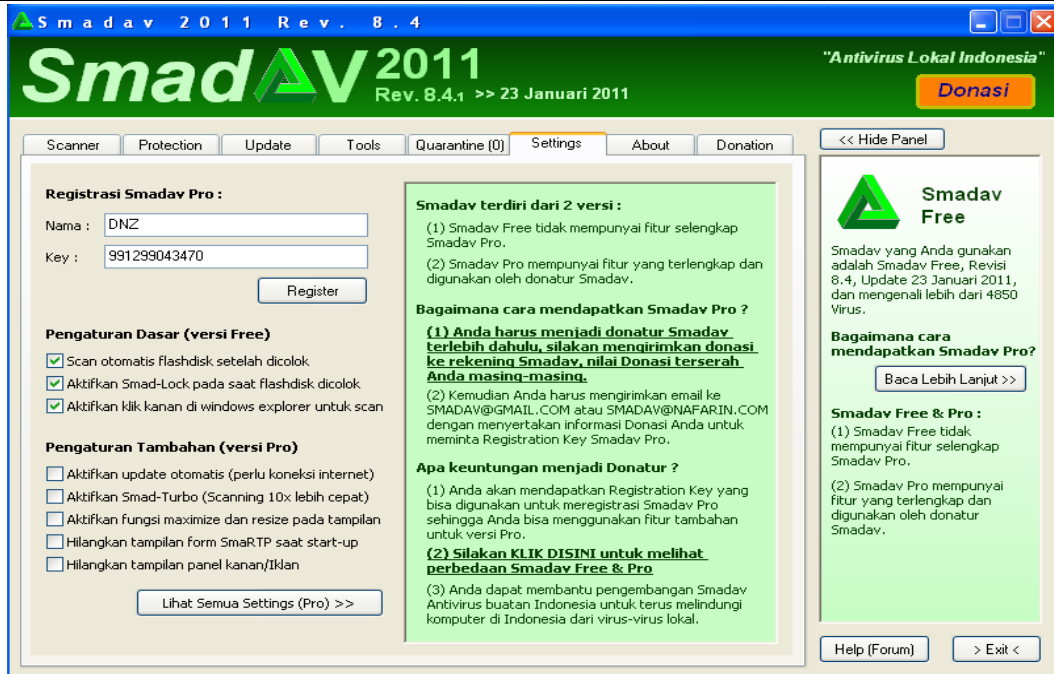 Smadav 2011 Rev. 8.4
SmadAV 2011
Rev. 8.4.1 >> 23 Januari 2011
"Antivirus Lokal Indonesia"
Donasi
Scanner
Protection
Update
Tools
Quarantine (0)
Settings
About
Donation
<< Hide Panel
Registrasi Smadav Pro :
Nama :
DNZ
Key :
991299043470
Register
Pengaturan Dasar (versi Free)
Scan otomatis flashdisk setelah dicolok
Aktifkan Smad-Lock pada saat flashdisk dicolok
Aktifkan klik kanan di windows explorer untuk scan
Pengaturan Tambahan (versi Pro)
Aktifkan update otomatis (perlu koneksi internet)
Aktifkan Smad-Turbo (Scanning 10x lebih cepat)
Aktifkan fungsi maximize dan resize pada tampilan
Hilangkan tampilan form SmaRTP saat start-up
Hilangkan tampilan panel kanan/Iklan
Lihat Semua Settings (Pro) >>
Smadav terdiri dari 2 versi :
(1) Smadav Free tidak mempunyai fitur selengkap
Smadav Pro.
(2) Smadav Pro mempunyai fitur yang terlengkap dan
digunakan oleh donatur Smadav.
Bagaimana cara mendapatkan Smadav Pro ?
(1) Anda harus menjadi donatur Smadav
terlebih dahulu, silakan mengirimkan donasi
ke rekening Smadav, nilai Donasi terserah
Anda masing-masing.
(2) Kemudian Anda harus mengirimkan email ke
SMADAV@GMAIL.COM atau SMADAV@NAFARIN.COM
dengan menyertakan informasi Donasi Anda untuk
meminta Registration Key Smadav Pro.
Apa keuntungan menjadi Donatur ?
(1) Anda akan mendapatkan Registration Key yang
bisa digunakan untuk meregistrasi Smadav Pro
sehingga Anda bisa menggunakan fitur tambahan
untuk versi Pro.
(2) Silakan KLIK DISINI untuk melihat
perbedaan Smadav Free & Pro
(3) Anda dapat membantu pengembangan Smadav
Antivirus buatan Indonesia untuk terus melindungi
komputer di Indonesia dari virus-virus lokal.
Smadav
Free
Smadav yang Anda gunakan
adalah Smadav Free, Revisi
8.4, Update 23 Januari 2011,
dan mengenali lebih dari 4850
Virus.
Bagaimana cara
mendapatkan Smadav Pro?
Baca Lebih Lanjut >>
Smadav Free & Pro :
(1) Smadav Free tidak
mempunyai fitur selengkap
Smadav Pro.
(2) Smadav Pro mempunyai
fitur yang terlengkap dan
digunakan oleh donatur
Smadav.
Help (Forum)
> Exit <